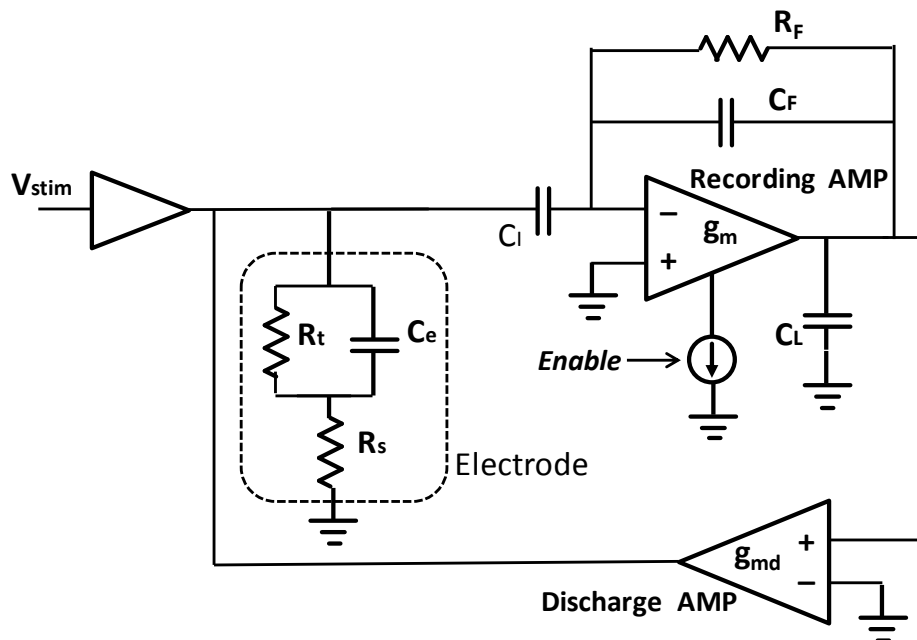 R_F
C_F
V_stim
Recording AMP
−
g_m
+
C_I
R_t
C_e
C_L
Enable
R_s
Electrode
+
g_md
−
Discharge AMP